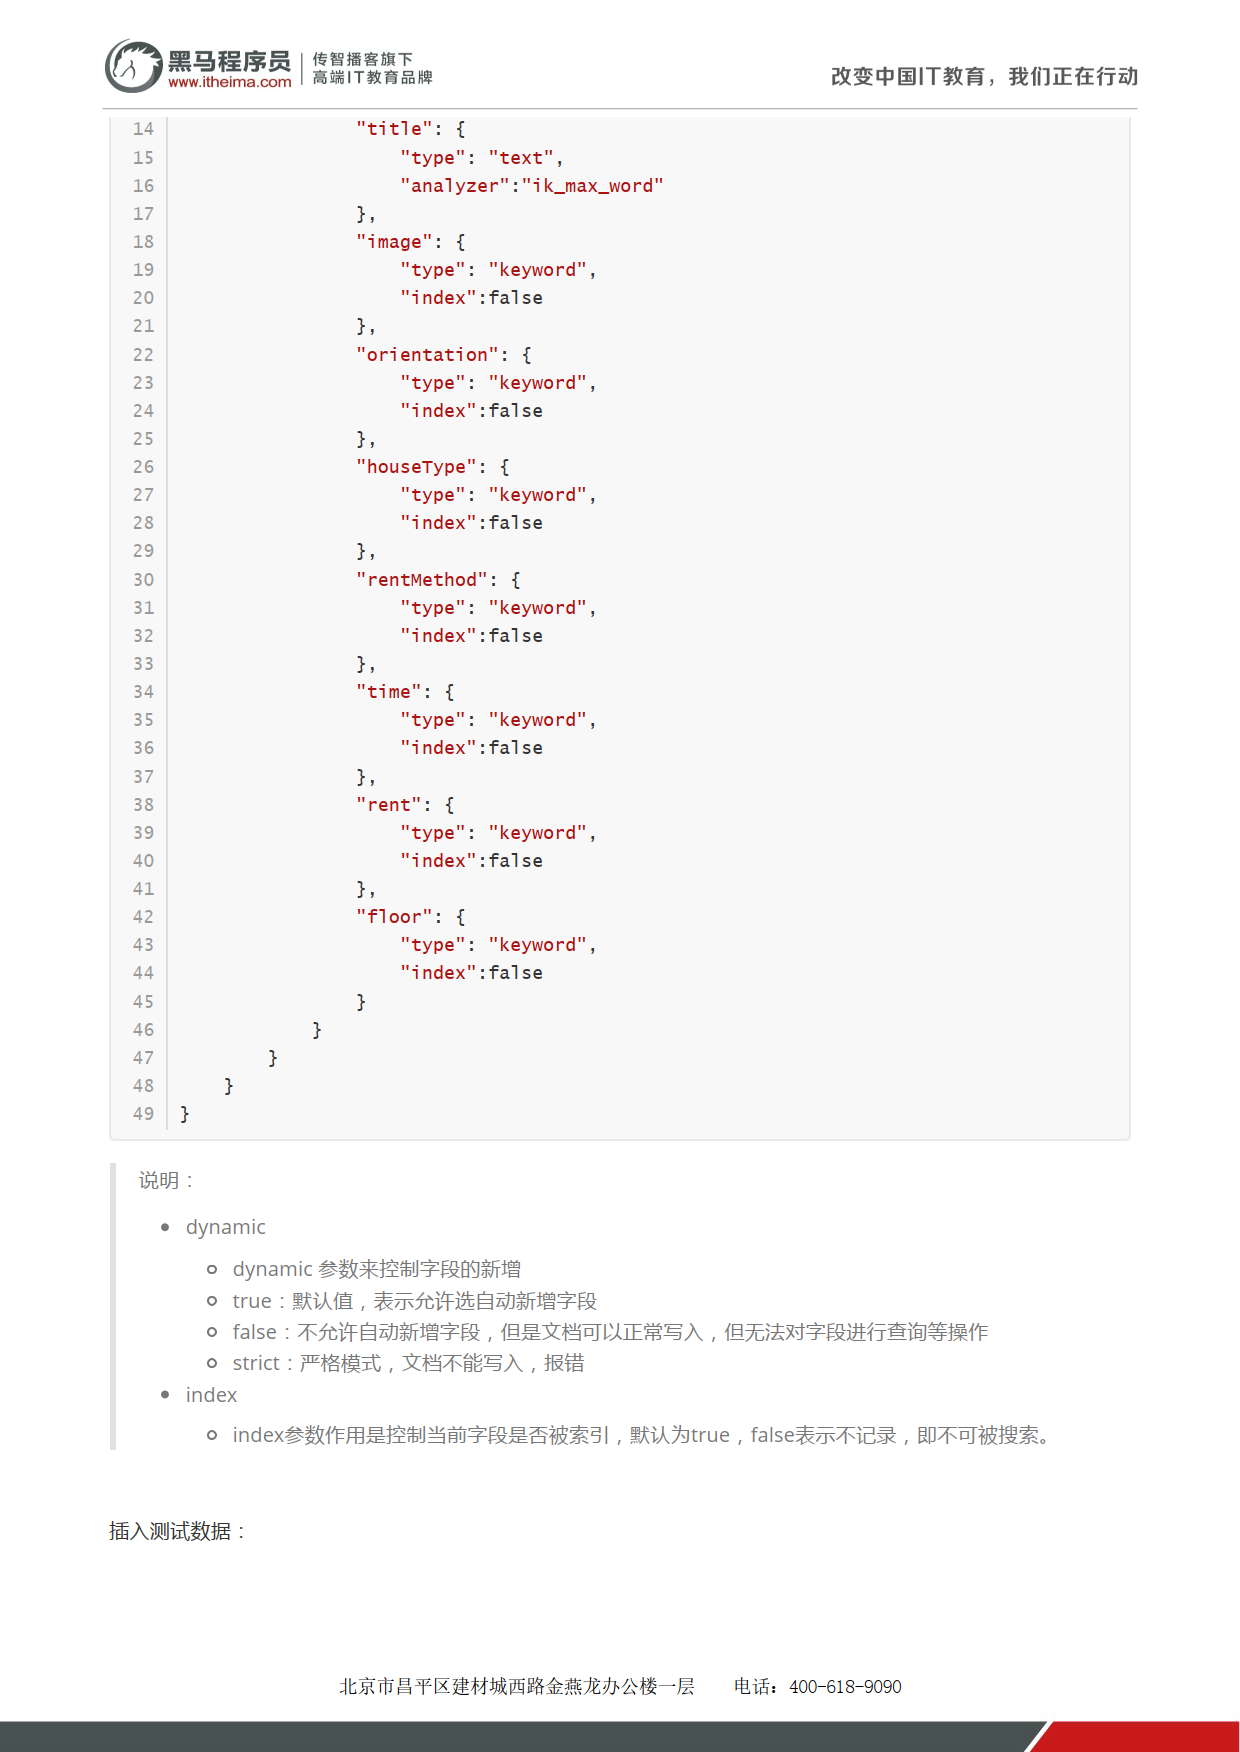 黑马程序员
www.itheima.com
传智播客旗下
高端IT教育品牌
改变中国IT教育，我们正在行动
14 "title": {
15 "type": "text",
16 "analyzer":"ik_max_word"
17 },
18 "image": {
19 "type": "keyword",
20 "index":false
21 },
22 "orientation": {
23 "type": "keyword",
24 "index":false
25 },
26 "houseType": {
27 "type": "keyword",
28 "index":false
29 },
30 "rentMethod": {
31 "type": "keyword",
32 "index":false
33 },
34 "time": {
35 "type": "keyword",
36 "index":false
37 },
38 "rent": {
39 "type": "keyword",
40 "index":false
41 },
42 "floor": {
43 "type": "keyword",
44 "index":false
45 }
46 }
47 }
48 }
49 }
说明：
dynamic
dynamic 参数来控制字段的新增
true：默认值，表示允许选自动新增字段
false：不允许自动新增字段，但是文档可以正常写入，但无法对字段进行查询等操作
strict：严格模式，文档不能写入，报错
index
index参数作用是控制当前字段是否被索引，默认为true，false表示不记录，即不可被搜索。
插入测试数据：
北京市昌平区建材城西路金燕龙办公楼一层 电话：400-618-9090